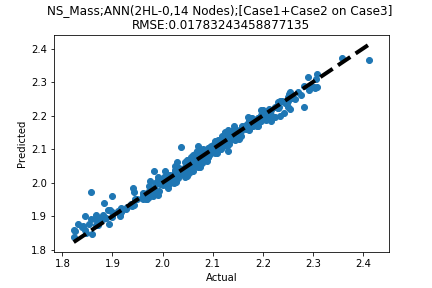 NS_Mass;ANN(2HL-0,14 Nodes);[Case1+Case2 on Case3]
RMSE:0.01783243458877135
2.4
2.3
2.2
2.1
2.0
1.9
1.8
Predicted
1.8 1.9 2.0 2.1 2.2 2.3 2.4
Actual